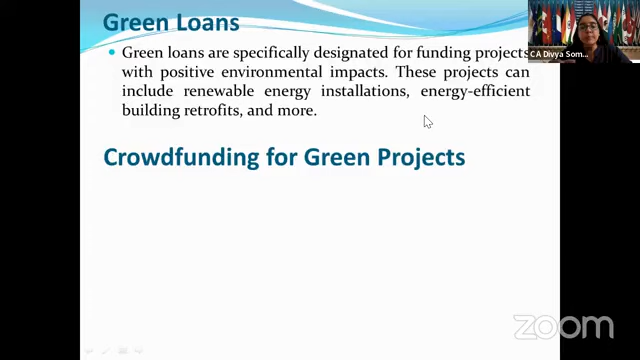 Green Loans
• Green loans are specifically designated for funding projects
with positive environmental impacts. These projects can
include renewable energy installations, energy-efficient
building retrofits, and more.
CA Divya Som...
Crowdfunding for Green Projects
zoom